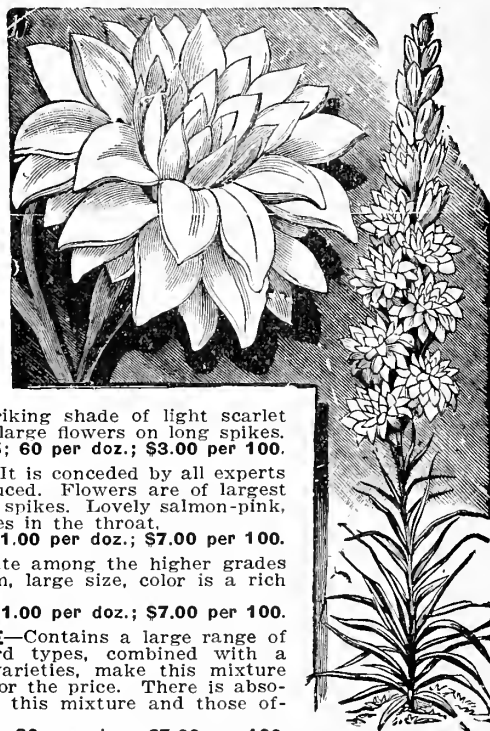 riking shade of light scarlet
large flowers on long spikes.
; 60 per doz.; $3.00 per 100.
It is conceded by all experts
uced. Flowers are of largest
spikes. Lovely salmon-pink,
es in the throat.
1.00 per doz.; $7.00 per 100.
te among the higher grades
n, large size, color is a rich
1.00 per doz.; $7.00 per 100.
—Contains a large range of
rd types, combined with a
varieties, make this mixture
or the price. There is abso-
this mixture and those of-